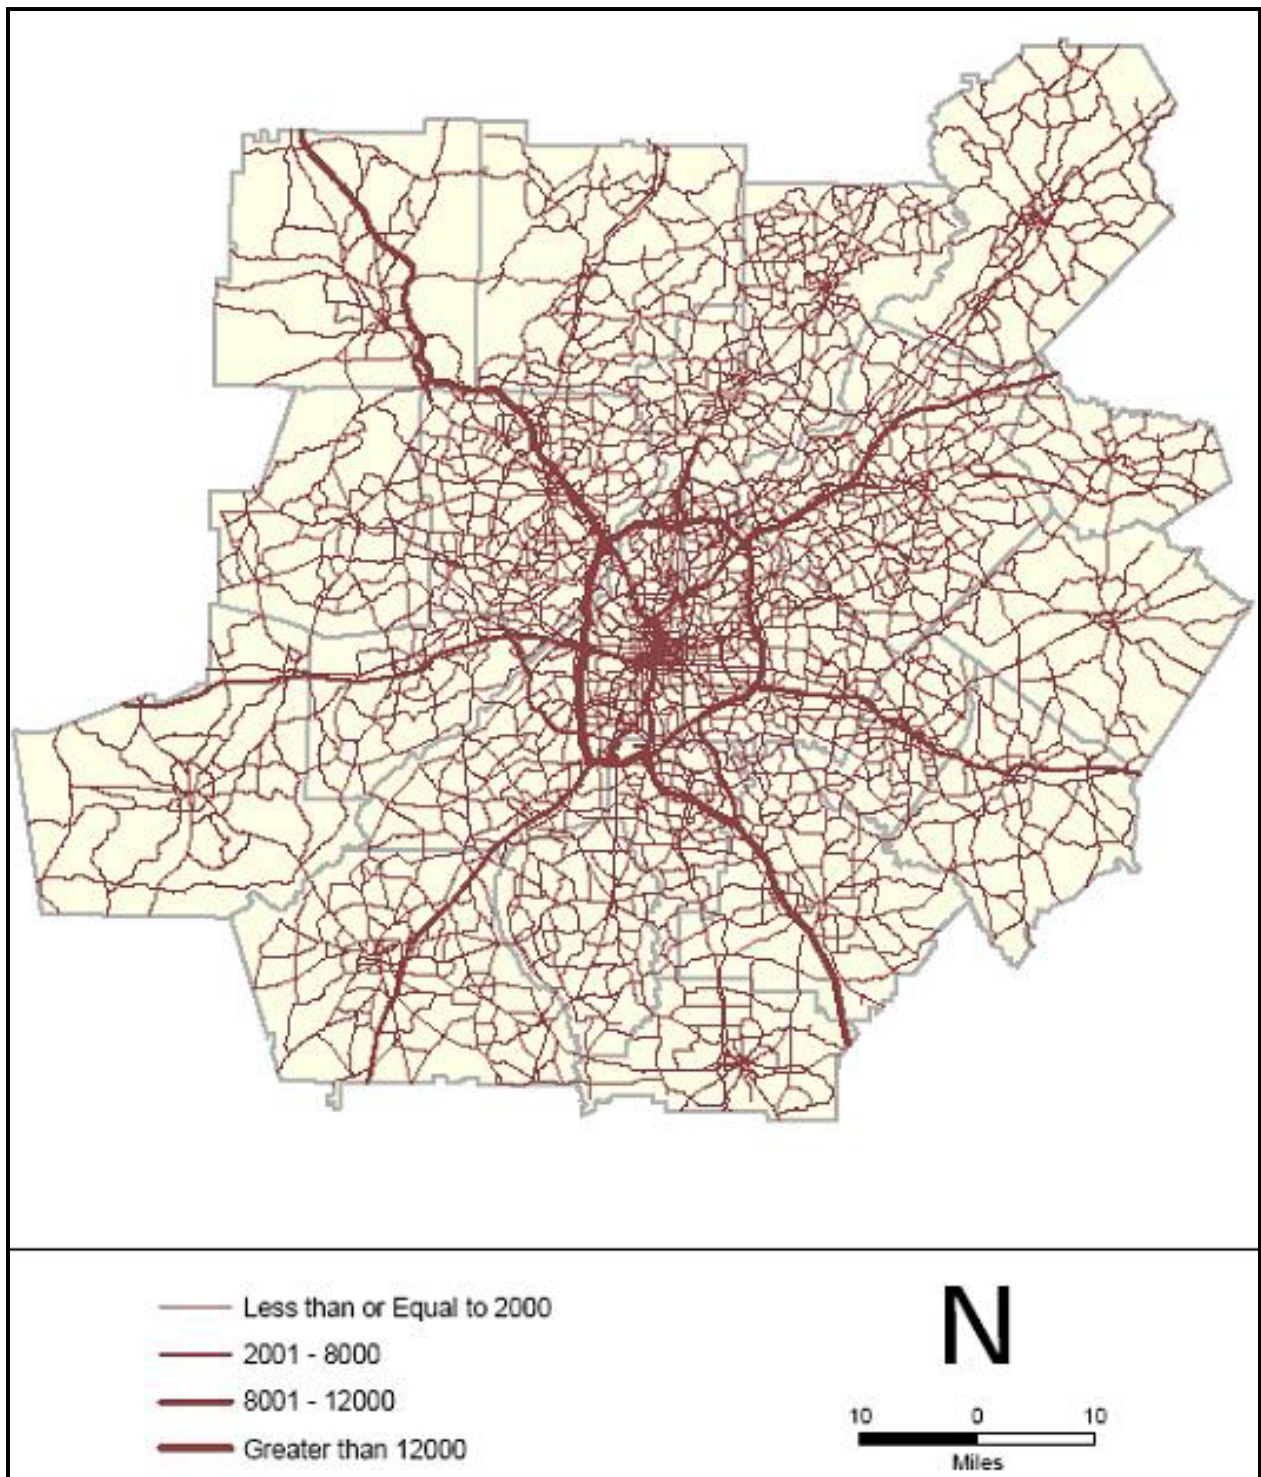 Less than or Equal to 2000
2001 - 8000
8001 - 12000
Greater than 12000
N
10 0 10
Miles